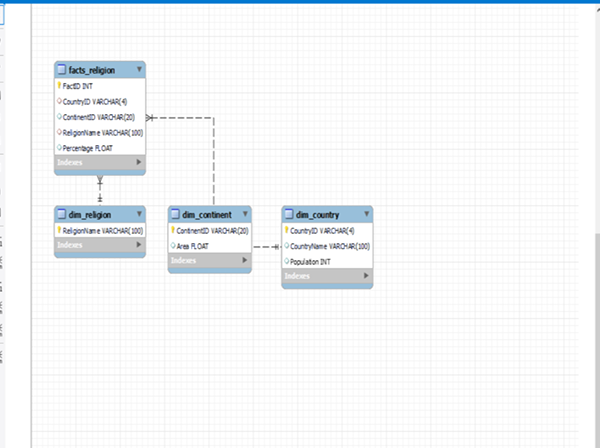 facts_religion
FactID INT
CountryID VARCHAR(4)
ContinentID VARCHAR(20)
ReligionName VARCHAR(100)
Percentage FLOAT
Indexes
dim_religion
ReligionName VARCHAR(100)
Indexes
dim_continent
ContinentID VARCHAR(20)
Area FLOAT
Indexes
dim_country
CountryID VARCHAR(4)
CountryName VARCHAR(100)
Population INT
Indexes